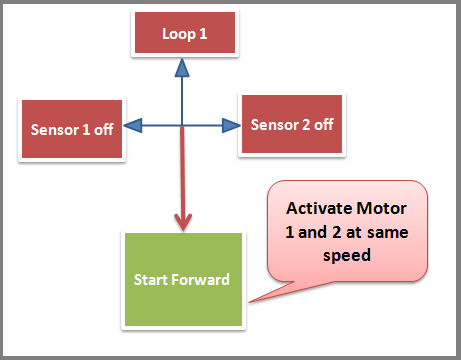 Loop 1
Sensor 1 off
Sensor 2 off
Start Forward
Activate Motor
1 and 2 at same
speed